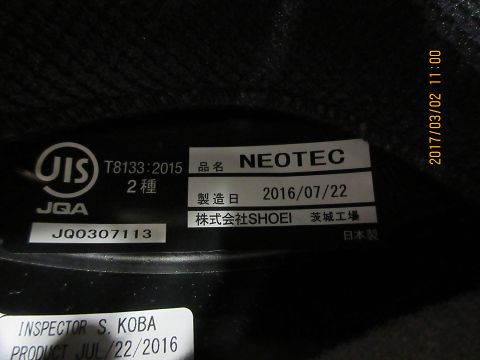 JIS
T8133:2015
2種
JQA
JQ0307113
品名 NEOTEC
製造日 2016/07/22
株式会社SHOEI 茨城工場
日本製
INSPECTOR S. KOBA
PRODUCT JUL/22/2016
2017/03/02 11:00